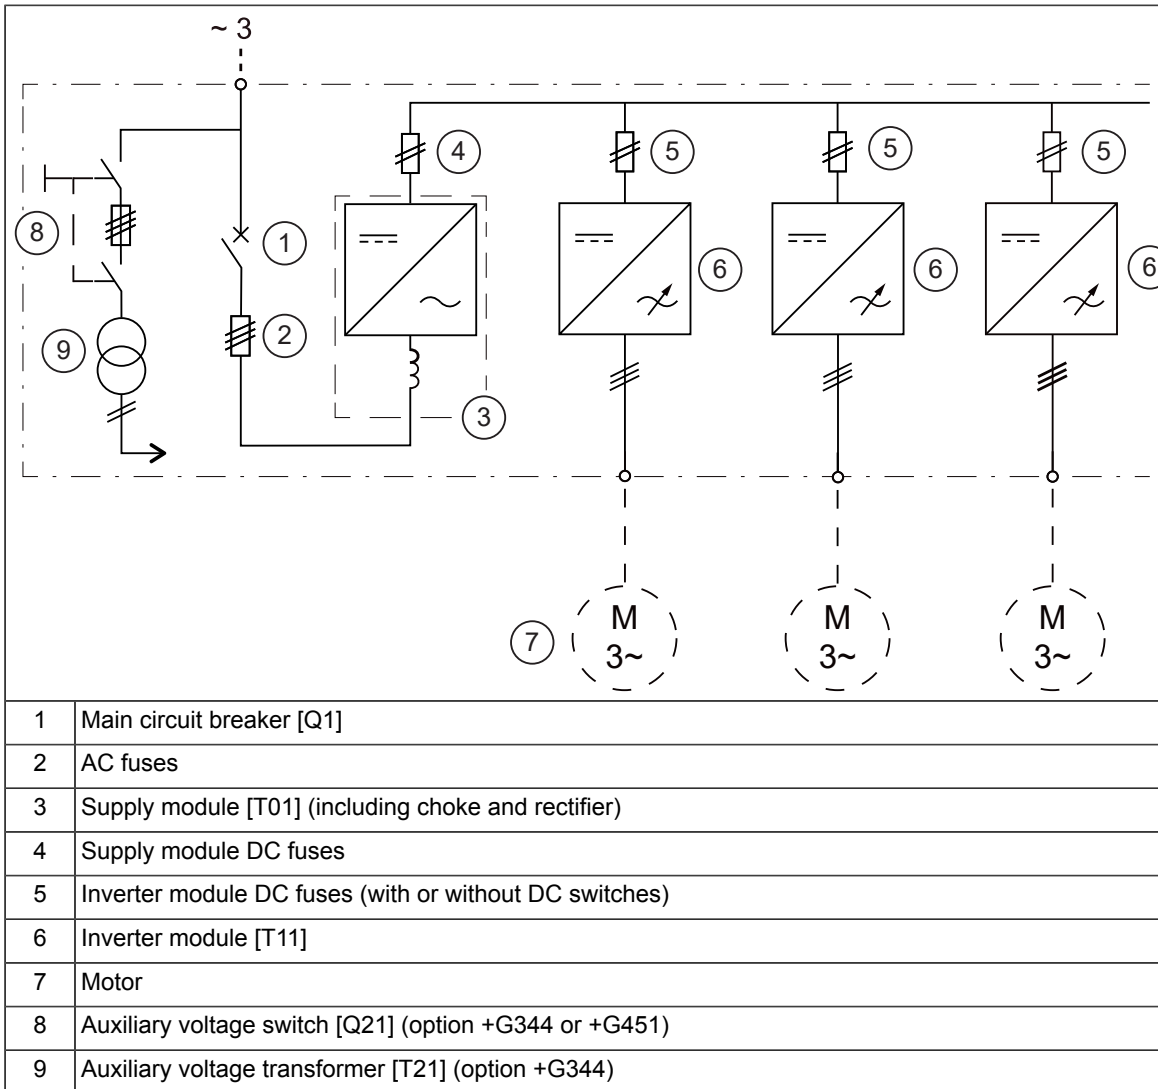 ~ 3
4
5
5
5
8
1
6
6
6
9
2
3
M
3~
M
3~
M
3~
7
1 Main circuit breaker [Q1]
2 AC fuses
3 Supply module [T01] (including choke and rectifier)
4 Supply module DC fuses
5 Inverter module DC fuses (with or without DC switches)
6 Inverter module [T11]
7 Motor
8 Auxiliary voltage switch [Q21] (option +G344 or +G451)
9 Auxiliary voltage transformer [T21] (option +G344)